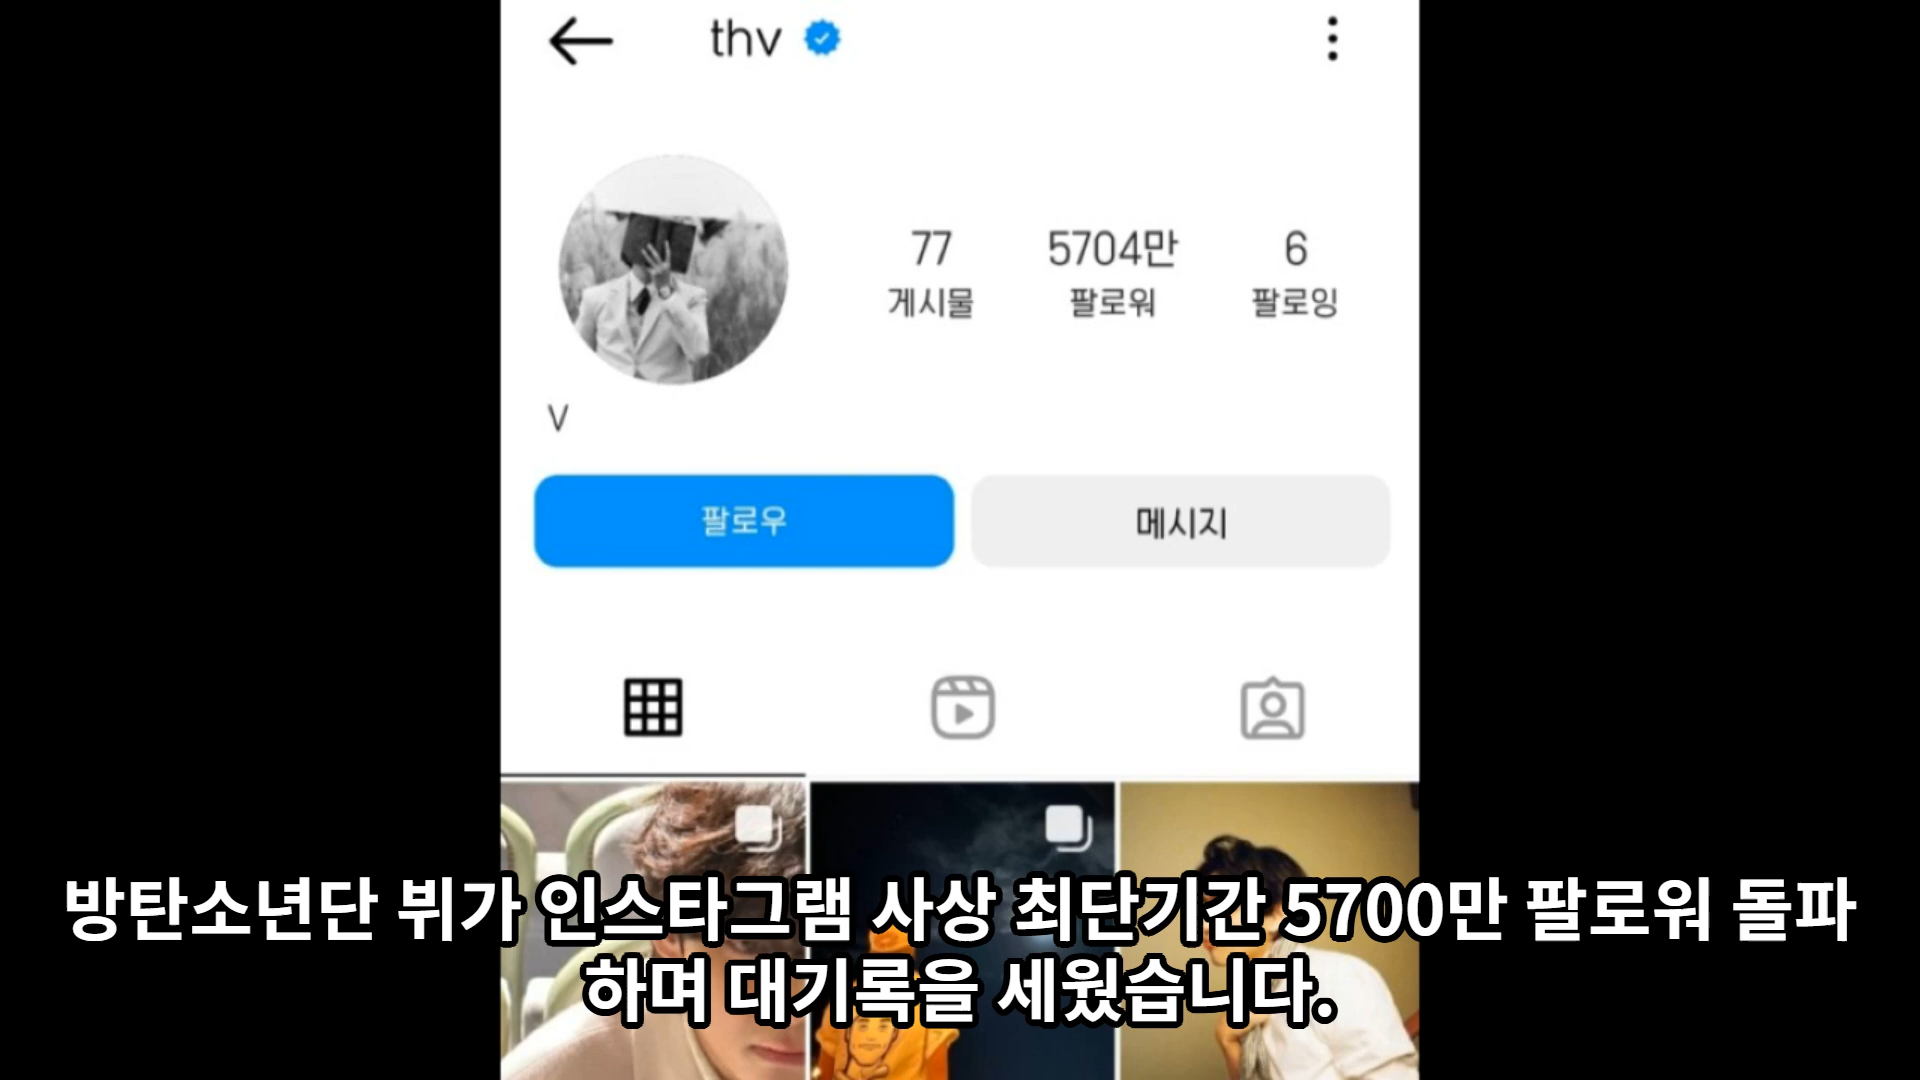 thv
77
5704만
6
게시물
팔로워
팔로잉
V
팔로우
메시지
방탄소년단 뷔가 인스타그램 사상 최단기간 5700만 팔로워 돌파
하며 대기록을 세웠습니다.